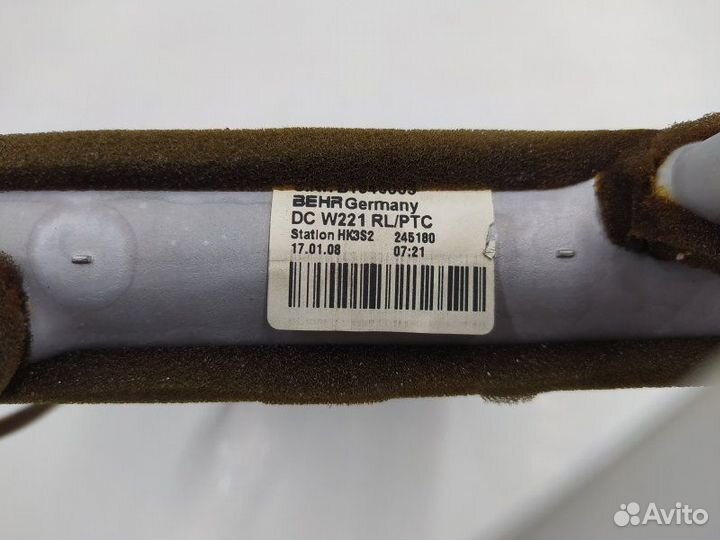 BEHR Germany
DC W221 RL/PTC
Station HK3S2 245180
17.01.08 07:21
Avito